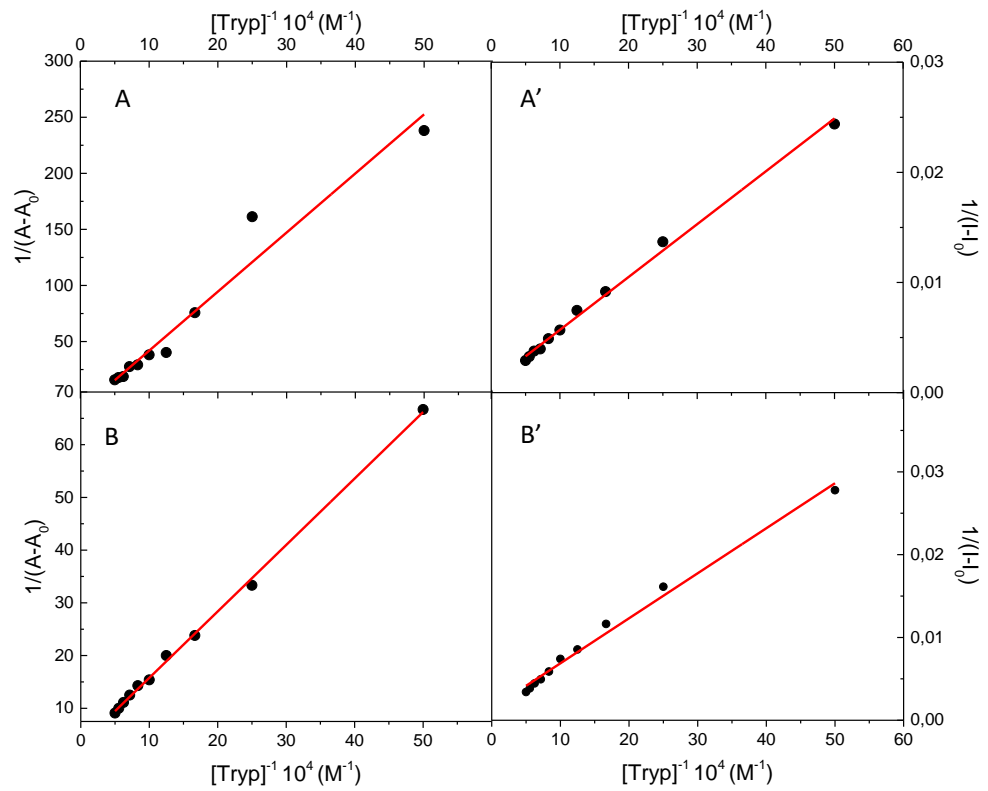 [Tryp]⁻¹ 10⁴ (M⁻¹) [Tryp]⁻¹ 10⁴ (M⁻¹)
0 10 20 30 40 50 0 10 20 30 40 50 60
A
A’
300
250
200
150
100
50
70
1/(A-A₀)
0,03
0,02
0,01
0,00
1/(I-I₀)
B
B’
60
50
40
30
20
10
1/(A-A₀)
0,03
0,02
0,01
0,00
1/(I-I₀)
0 10 20 30 40 50 0 10 20 30 40 50 60
[Tryp]⁻¹ 10⁴ (M⁻¹) [Tryp]⁻¹ 10⁴ (M⁻¹)